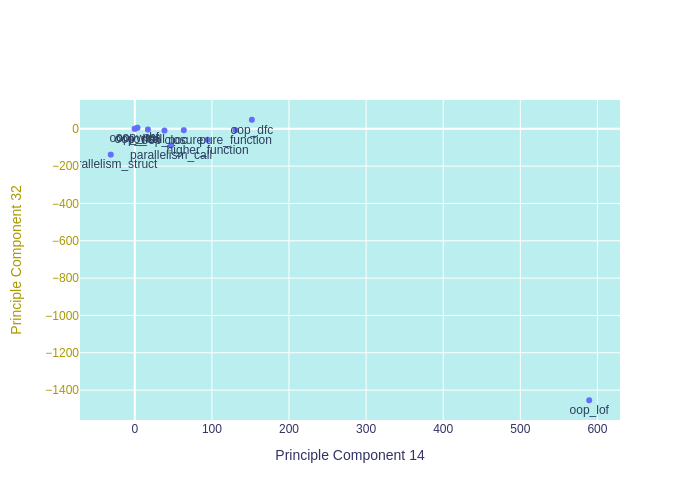 Principle Component 32
0
−200
−400
−600
−800
−1000
−1200
−1400
oop_dfc
pure_function
higher_function
parallelism_call
oop_lof
0
100
200
300
400
500
600
Principle Component 14